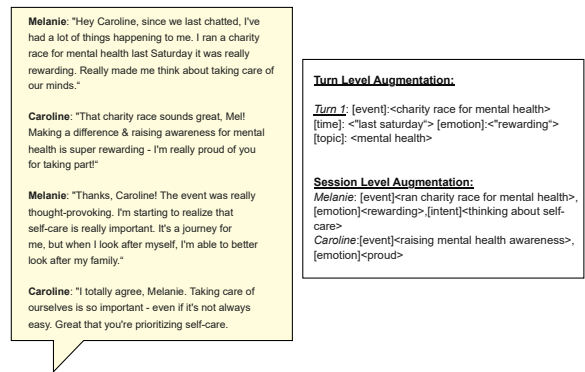 Melanie: "Hey Caroline, since we last chatted, I've
had a lot of things happening to me. I ran a charity
race for mental health last Saturday it was really
rewarding. Really made me think about taking care of
our minds.“
Caroline: "That charity race sounds great, Mel!
Making a difference & raising awareness for mental
health is super rewarding - I'm really proud of you
for taking part!“
Melanie: "Thanks, Caroline! The event was really
thought-provoking. I'm starting to realize that
self-care is really important. It's a journey for
me, but when I look after myself, I'm able to better
look after my family.“
Caroline: "I totally agree, Melanie. Taking care of
ourselves is so important - even if it's not always
easy. Great that you're prioritizing self-care.
Turn Level Augmentation:
Turn 1: [event]:<charity race for mental health>
[time]: <"last saturday“> [emotion]:<"rewarding“>
[topic]: <mental health>
Session Level Augmentation:
Melanie: [event]<ran charity race for mental health>,
[emotion]<rewarding>,[intent]<thinking about self-
care>
Caroline:[event]<raising mental health awareness>,
[emotion]<proud>